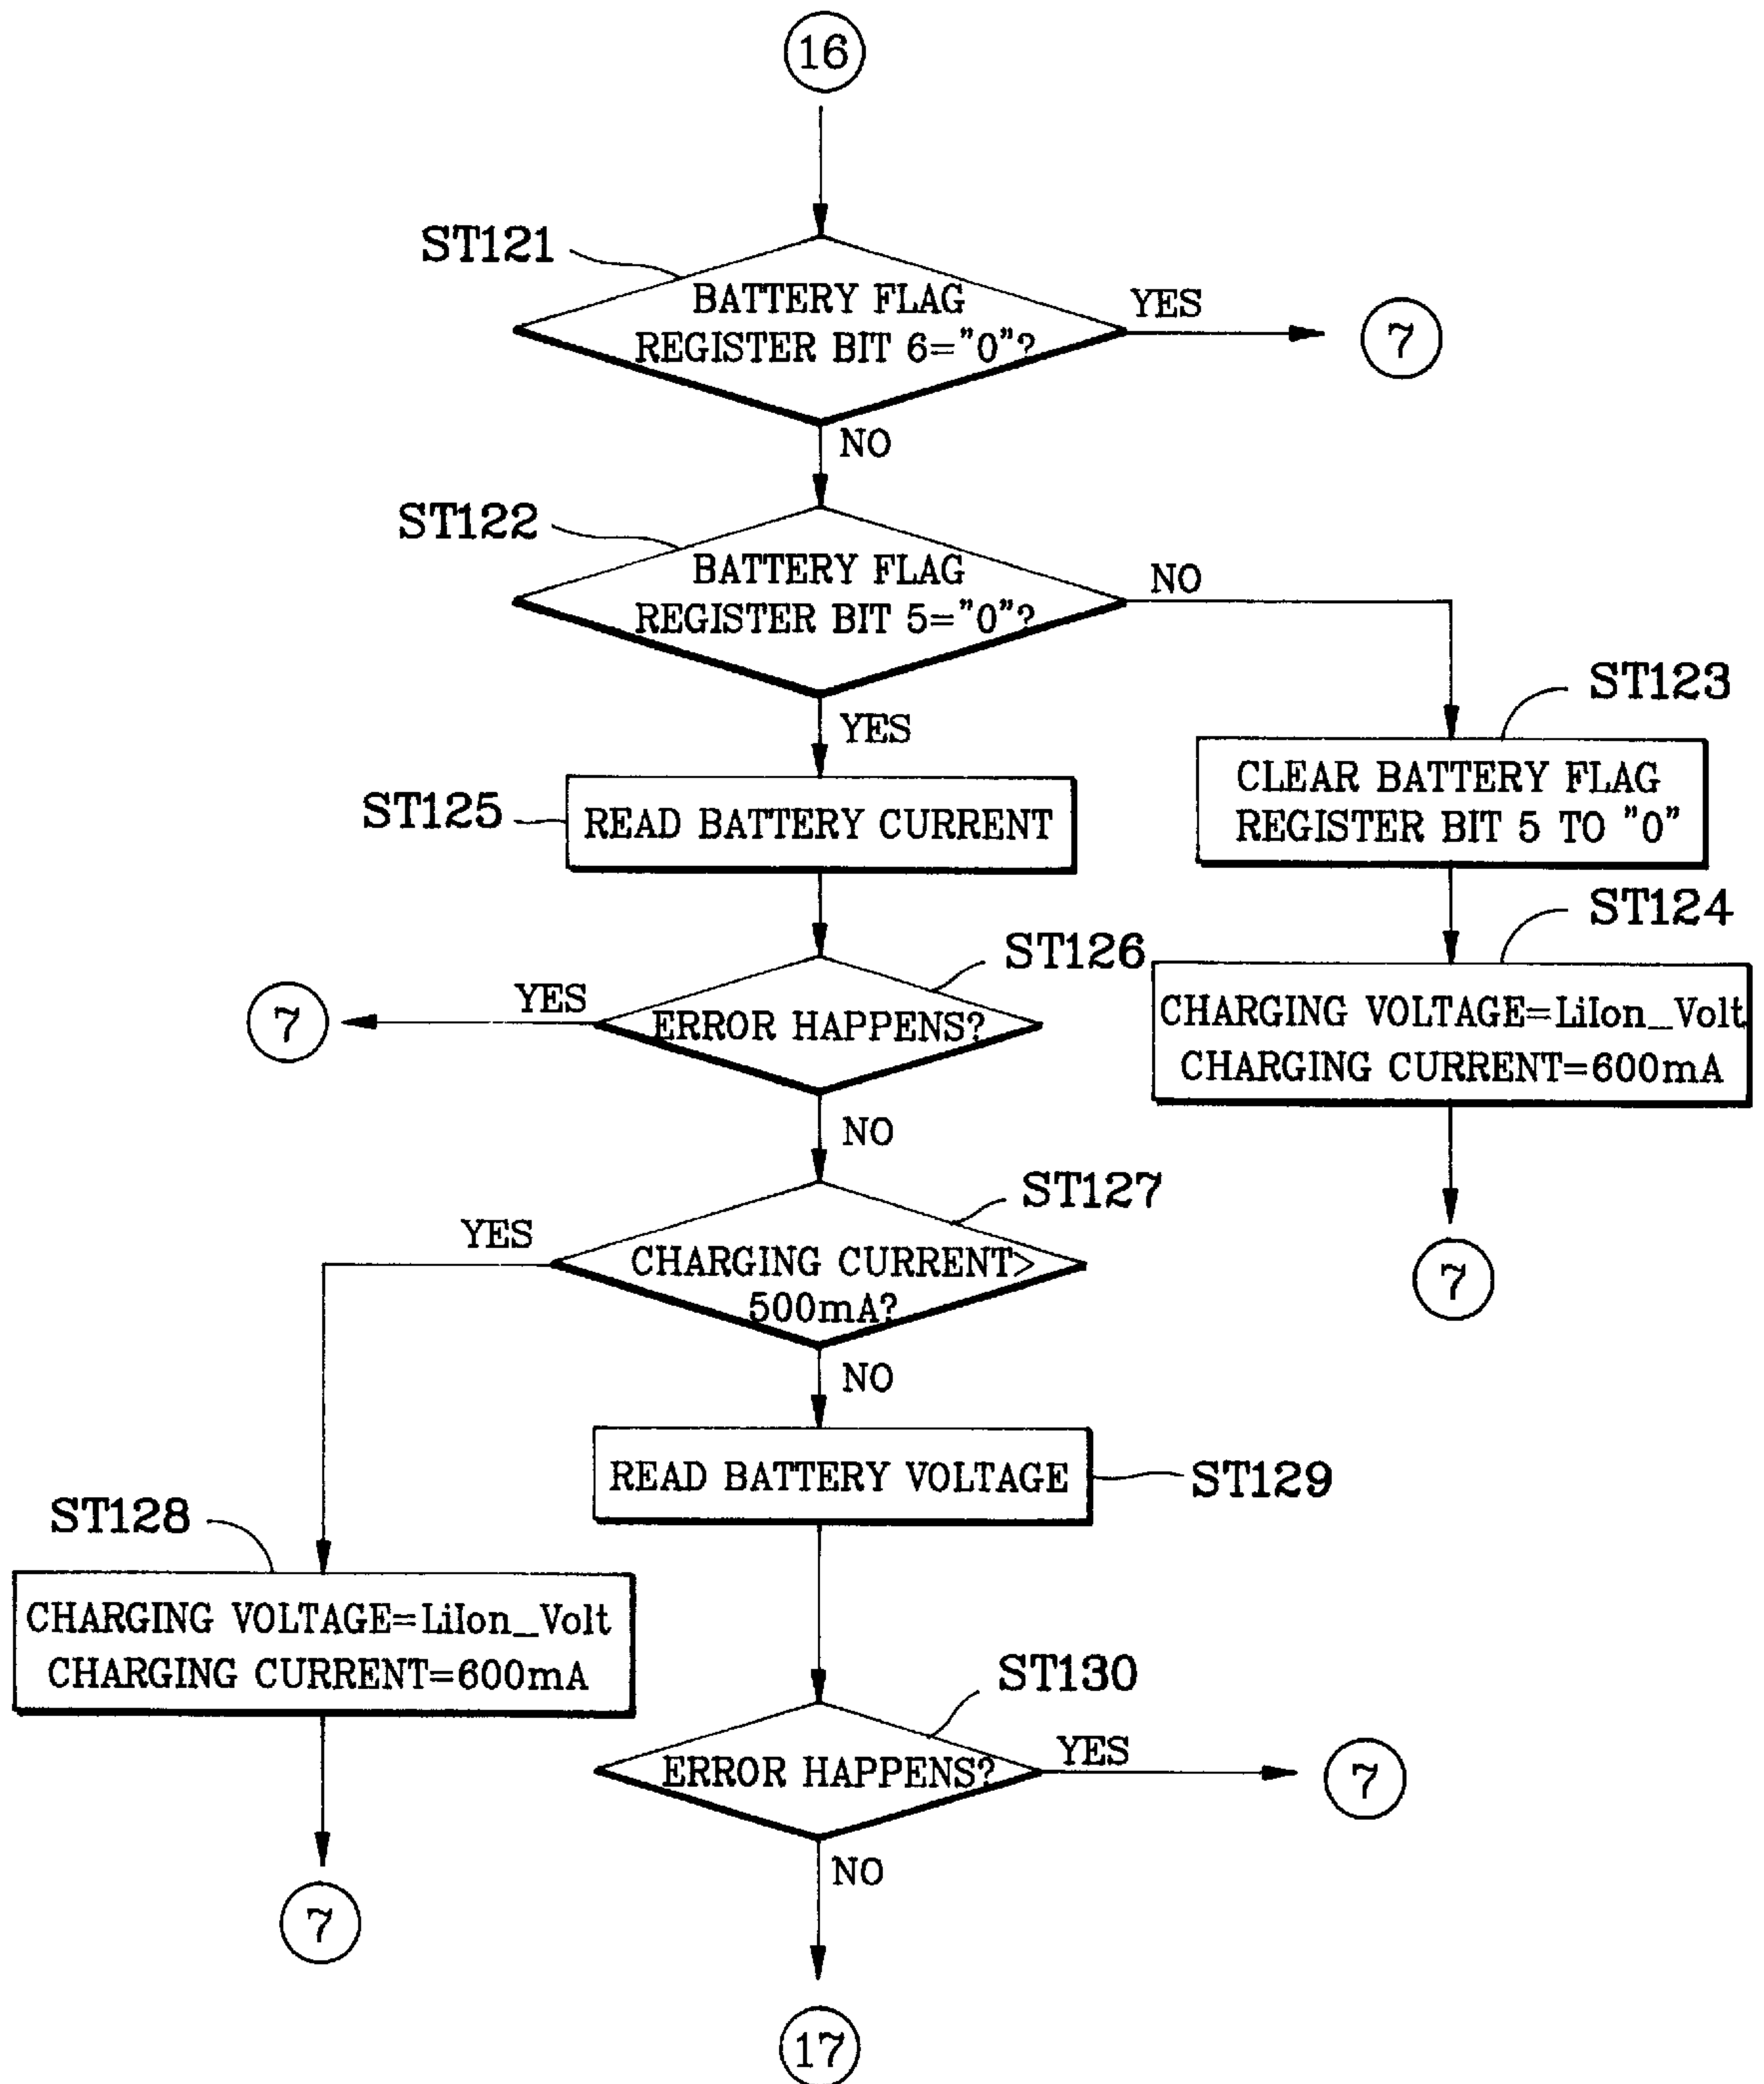 16
ST121
BATTERY FLAG
REGISTER BIT 6="0"?
YES
7
NO
ST122
BATTERY FLAG
REGISTER BIT 5="0"?
NO
YES
ST123
CLEAR BATTERY FLAG
REGISTER BIT 5 TO "0"
ST125
READ BATTERY CURRENT
ST124
CHARGING VOLTAGE=LiIon_Volt
CHARGING CURRENT=600mA
7
ST126
YES
7
ERROR HAPPENS?
NO
ST127
YES
CHARGING CURRENT>
500mA?
NO
READ BATTERY VOLTAGE
ST129
ST128
CHARGING VOLTAGE=LiIon_Volt
CHARGING CURRENT=600mA
7
ST130
ERROR HAPPENS?
YES
7
NO
17